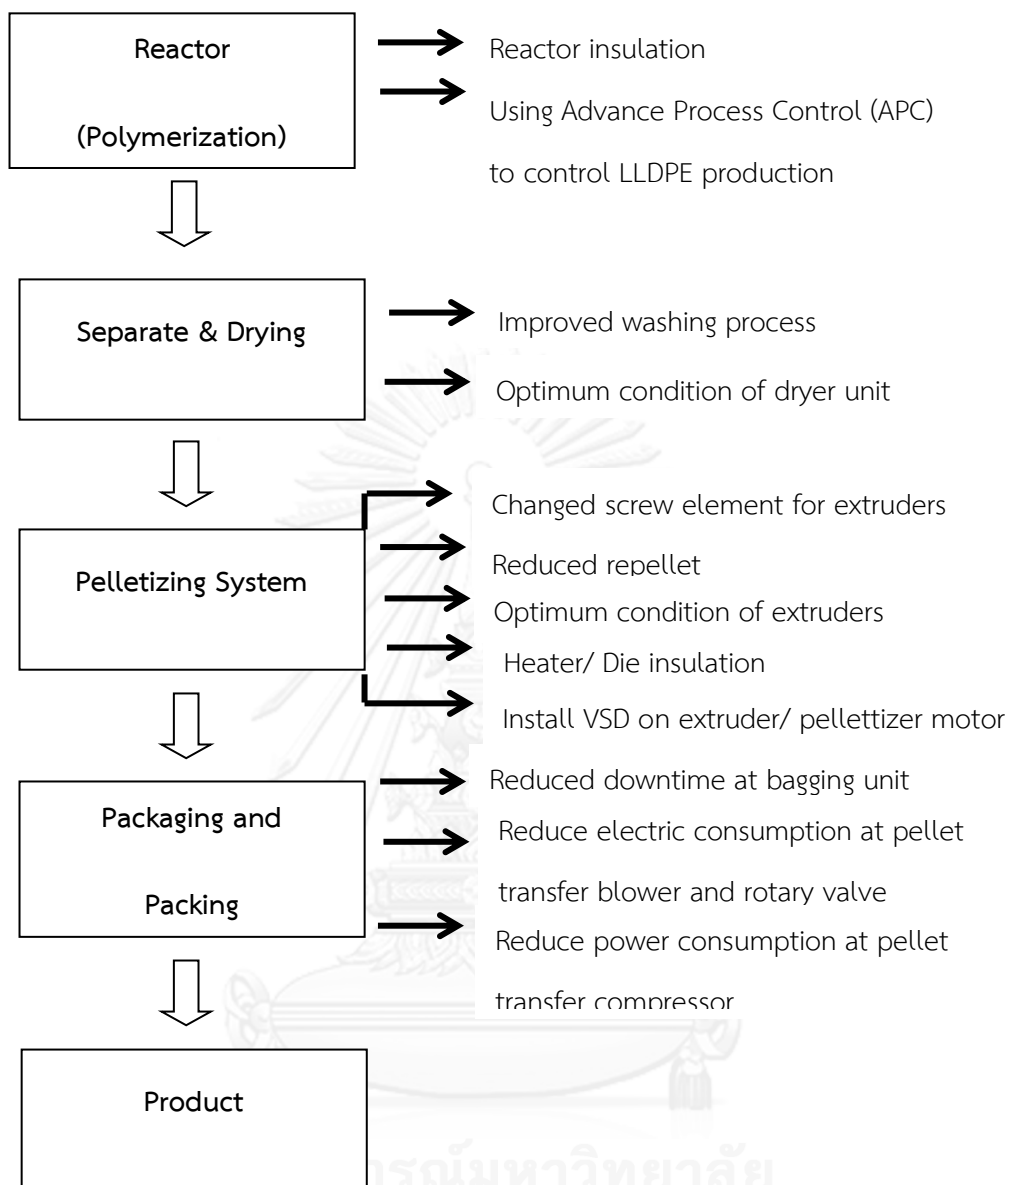 Reactor
(Polymerization)
Reactor insulation
Using Advance Process Control (APC)
to control LLDPE production
Separate & Drying
Improved washing process
Optimum condition of dryer unit
Pelletizing System
Changed screw element for extruders
Reduced repellet
Optimum condition of extruders
Heater/ Die insulation
Install VSD on extruder/ pellettizer motor
Packaging and
Packing
Reduced downtime at bagging unit
Reduce electric consumption at pellet
transfer blower and rotary valve
Reduce power consumption at pellet
transfer compressor
Product